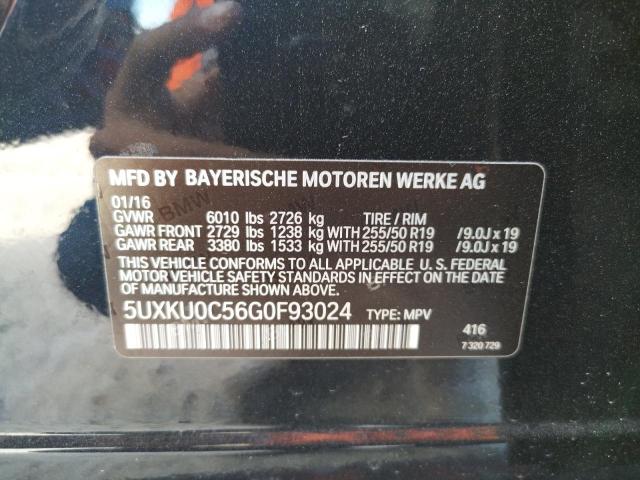 MFD BY BAYERISCHE MOTOREN WERKE AG
01/16
GVWR 6010 lbs 2726 kg TIRE / RIM
GAWR FRONT 2729 lbs 1238 kg WITH 255/50 R19 /9.0J x 19
GAWR REAR 3380 lbs 1533 kg WITH 255/50 R19 /9.0J x 19
THIS VEHICLE CONFORMS TO ALL APPLICABLE U. S. FEDERAL
MOTOR VEHICLE SAFETY STANDARDS IN EFFECT ON THE DATE
OF MANUFACTURE SHOWN ABOVE.
5UXKU0C56G0F93024 TYPE: MPV
416
7 320 729
BMW